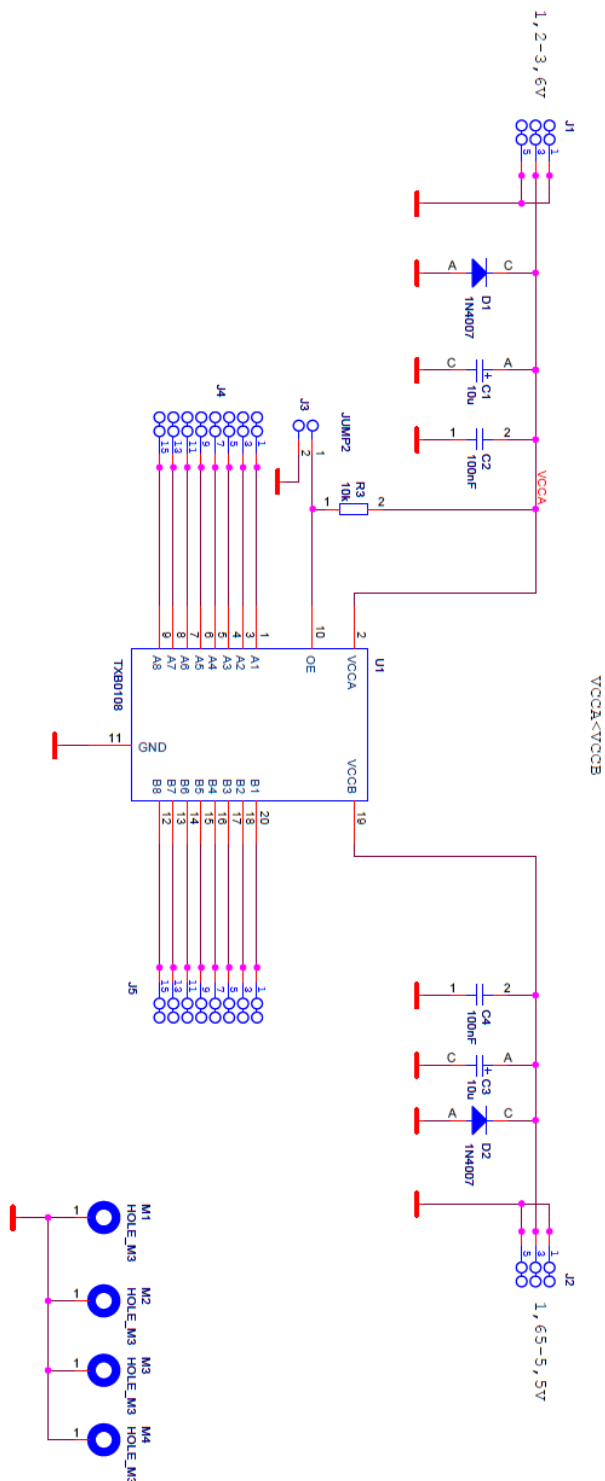 VCCA<VCCB
1,2-3,6V
J1
1
3
5
C
A
D1
1N4007
A
C
C1
10u
2
1
C2
100nF
VCCA
2
1
R3
10k
JUMP2
J3
1
2
J4
1
3
5
7
9
11
13
15
U1
TXB0108
2
VCCA
10
OE
1
A1
3
A2
4
A3
5
A4
6
A5
7
A6
8
A7
9
A8
11
GND
19
VCCB
20
B1
18
B2
17
B3
16
B4
15
B5
14
B6
13
B7
12
B8
J5
1
3
5
7
9
11
13
15
2
1
C4
100nF
A
C
C3
10u
C
A
D2
1N4007
J2
1
3
5
1,65-5,5V
M1
HOLE_M3
1
M2
HOLE_M3
1
M3
HOLE_M3
1
M4
HOLE_M3
1